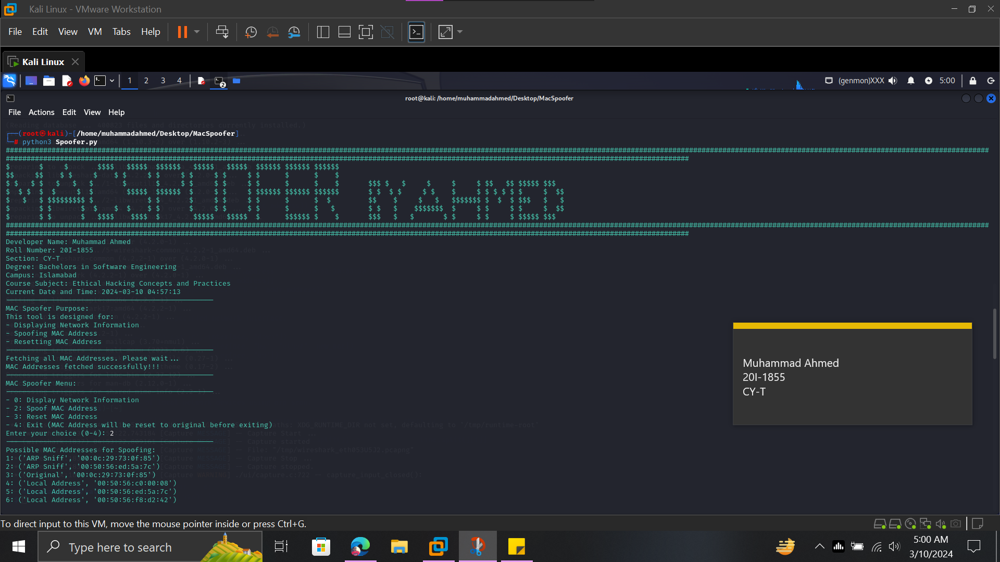 Kali Linux - VMware Workstation
File Edit View VM Tabs Help
Kali Linux
1 2 3 4
2
(genmon)XXX 5:00
root@kali: /home/muhammadahmed/Desktop/MacSpoofer
File Actions Edit View Help
(Reading database ... 400823 files and directories currently installed.)
(root㉿kali)-[/home/muhammadahmed/Desktop/MacSpoofer]
# python3 Spoofer.py
MACSPOOFER MYAHMED
Developer Name: Muhammad Ahmed
Roll Number: 20I-1855
Section: CY-T
Degree: Bachelors in Software Engineering
Campus: Islamabad
Course Subject: Ethical Hacking Concepts and Practices
Current Date and Time: 2024-03-10 04:57:13
MAC Spoofer Purpose:
This tool is designed for:
- Displaying Network Information
- Spoofing MAC Address
- Resetting MAC Address
Fetching all MAC Addresses. Please wait...
MAC Addresses fetched successfully!!!
MAC Spoofer Menu:
- 0: Display Network Information
- 2: Spoof MAC Address
- 3: Reset MAC Address
- 4: Exit (MAC Address will be reset to original before exiting)
Enter your choice (0-4): 2
Possible MAC Addresses for Spoofing:
1: ('ARP Sniff', '00:0c:29:73:0f:85')
2: ('ARP Sniff', '00:50:56:ed:5a:7c')
3: ('Original', '00:0c:29:73:0f:85')
4: ('Local Address', '00:50:56:c0:00:08')
5: ('Local Address', '00:50:56:ed:5a:7c')
6: ('Local Address', '00:50:56:f8:d2:42')
Muhammad Ahmed
20I-1855
CY-T
To direct input to this VM, move the mouse pointer inside or press Ctrl+G.
Type here to search
5:00 AM
3/10/2024